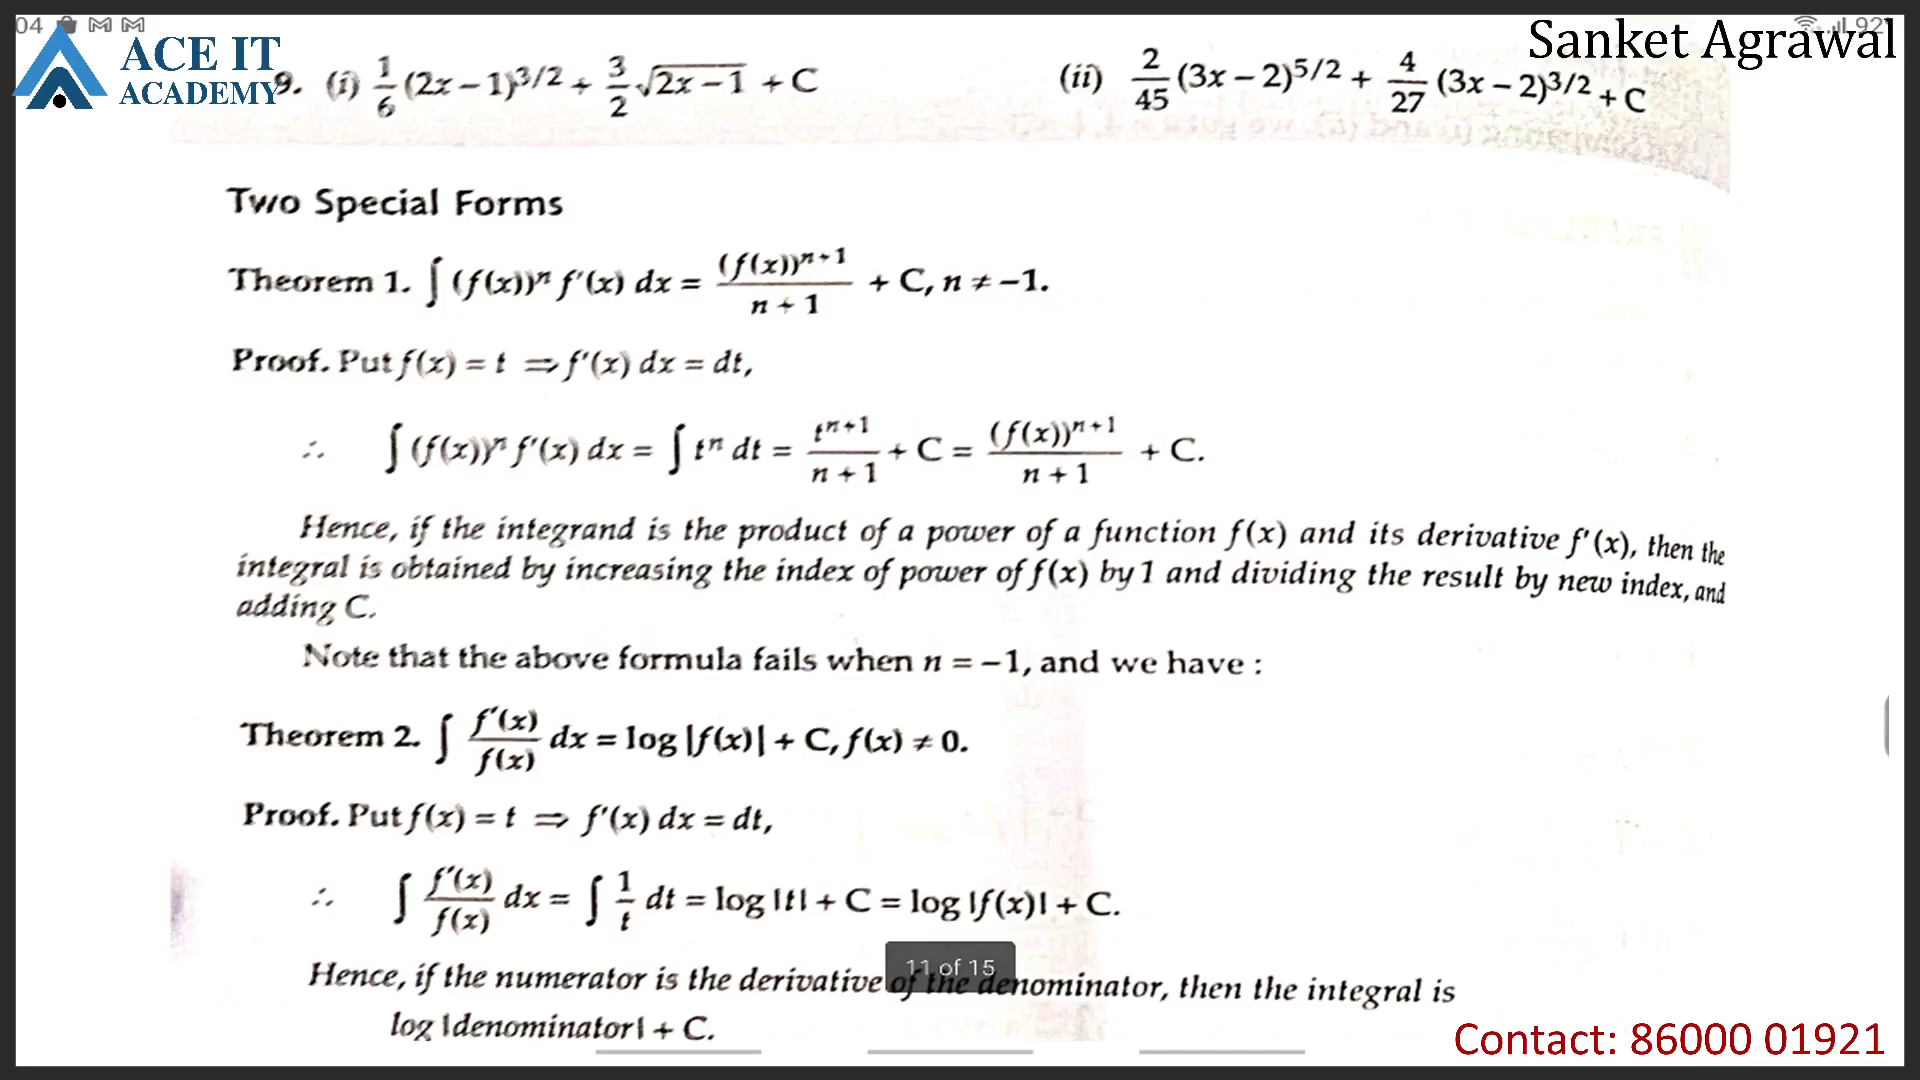 04 92
ACE IT
ACADEMY
Sanket Agrawal
9. (i) 1/6 (2x – 1)^3/2 + 3/2 √(2x – 1) + C (ii) 2/45 (3x – 2)^5/2 + 4/27 (3x – 2)^3/2 + C
Two Special Forms
Theorem 1. ∫ (f(x))^n f′(x) dx = (f(x))^(n+1) / (n + 1) + C, n ≠ –1.
Proof. Put f(x) = t ⇒ f′(x) dx = dt,
∴ ∫ (f(x))^n f′(x) dx = ∫ t^n dt = t^(n+1) / (n + 1) + C = (f(x))^(n+1) / (n + 1) + C.
Hence, if the integrand is the product of a power of a function f(x) and its derivative f′(x), then the
integral is obtained by increasing the index of power of f(x) by 1 and dividing the result by new index, and
adding C.
Note that the above formula fails when n = –1, and we have :
Theorem 2. ∫ f′(x)/f(x) dx = log |f(x)| + C, f(x) ≠ 0.
Proof. Put f(x) = t ⇒ f′(x) dx = dt,
∴ ∫ f′(x)/f(x) dx = ∫ 1/t dt = log |t| + C = log |f(x)| + C.
11 of 15
Hence, if the numerator is the derivative of the denominator, then the integral is
log |denominator| + C.
Contact: 86000 01921